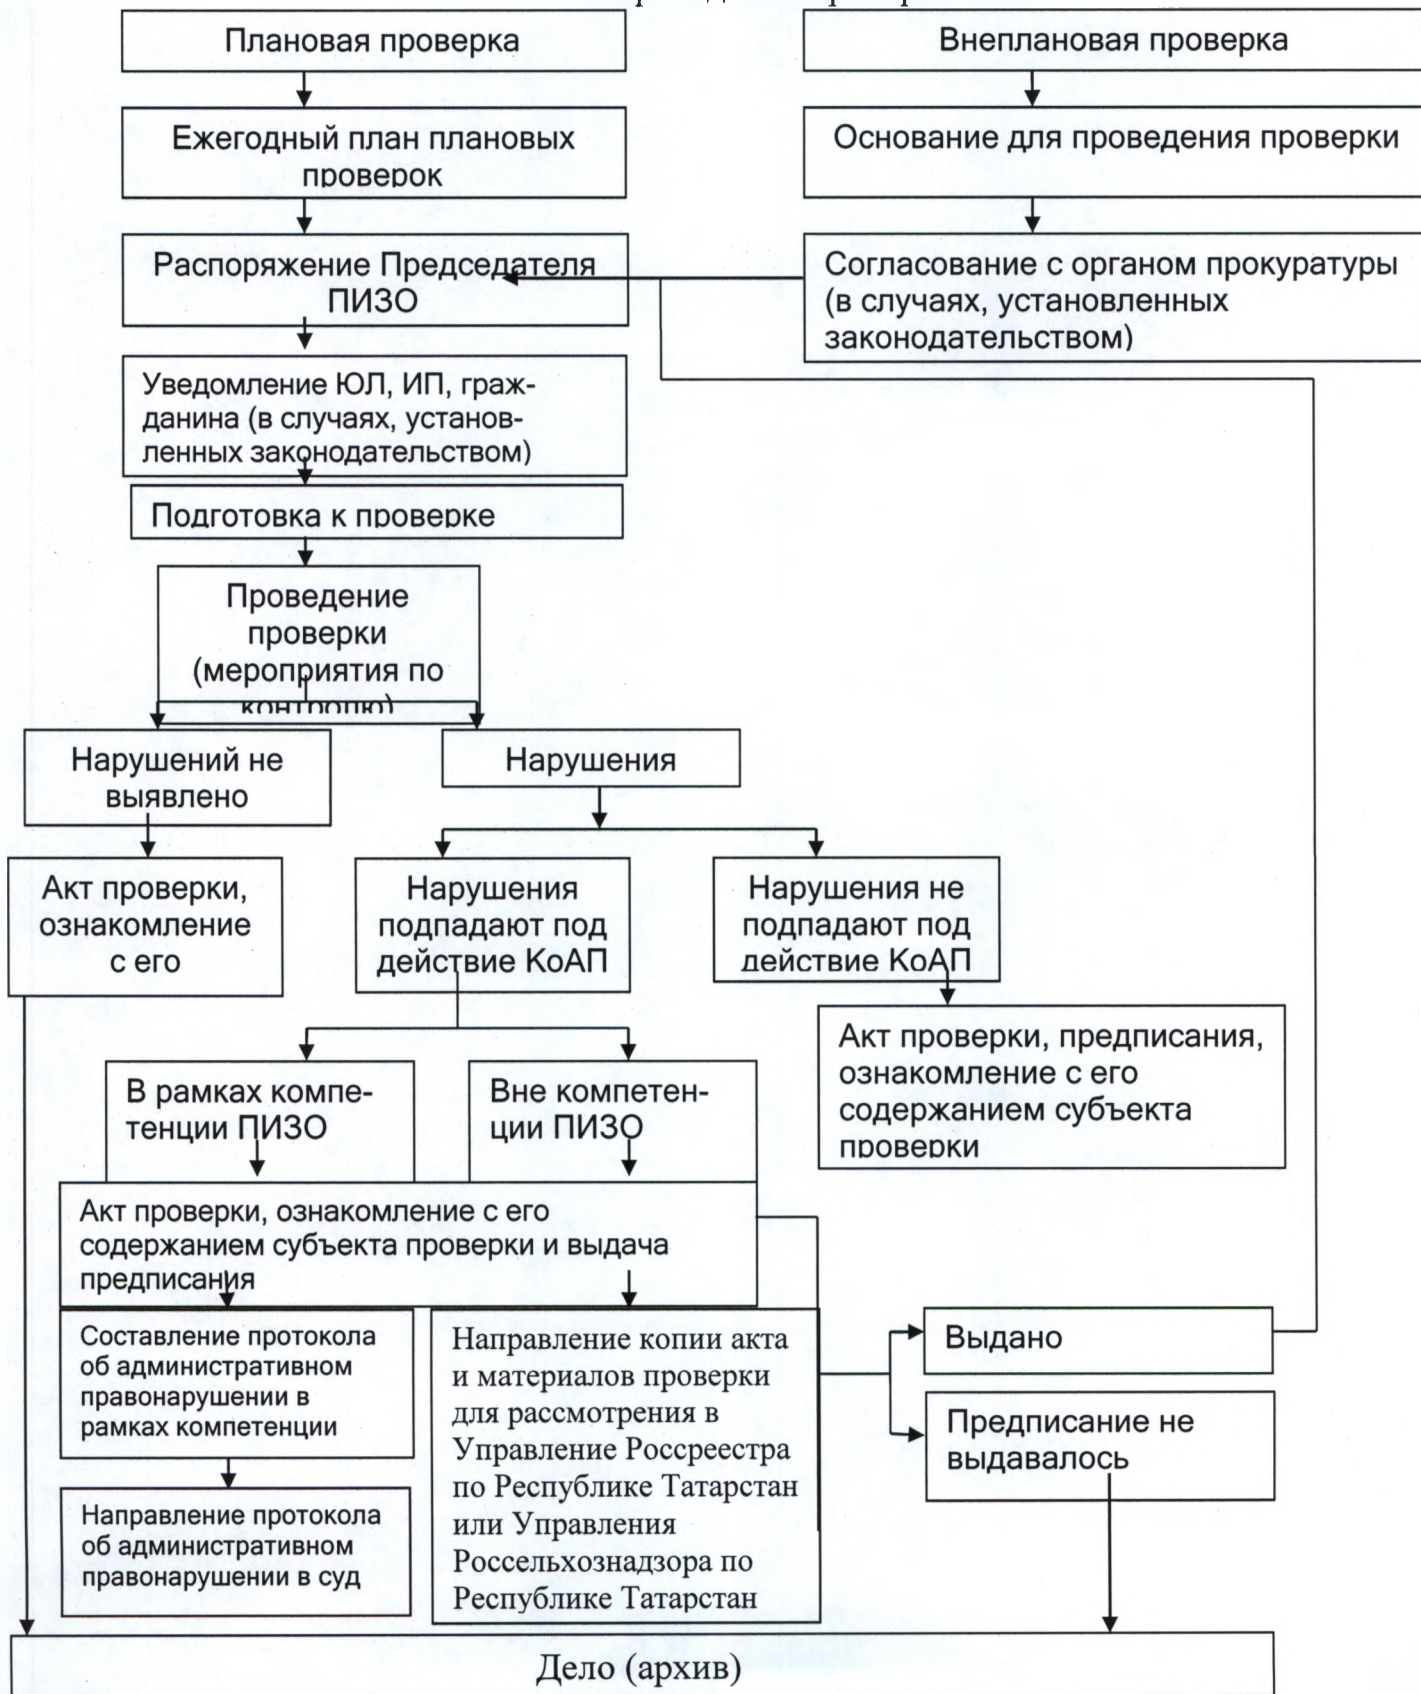 Плановая проверка
Внеплановая проверка
Ежегодный план плановых
проверок
Основание для проведения проверки
Распоряжение Председателя
ПИЗО
Согласование с органом прокуратуры
(в случаях, установленных
законодательством)
Уведомление ЮЛ, ИП, граж-
данина (в случаях, установ-
ленных законодательством)
Подготовка к проверке
Проведение
проверки
(мероприятия по
контролю)
Нарушений не
выявлено
Нарушения
Акт проверки,
ознакомление
с его
Нарушения
подпадают под
действие КоАП
Нарушения не
подпадают под
действие КоАП
Акт проверки, предписания,
ознакомление с его
содержанием субъекта
проверки
В рамках компе-
тенции ПИЗО
Вне компетен-
ции ПИЗО
Акт проверки, ознакомление с его
содержанием субъекта проверки и выдача
предписания
Составление протокола
об административном
правонарушении в
рамках компетенции
Направление копии акта
и материалов проверки
для рассмотрения в
Управление Россреестра
по Республике Татарстан
или Управления
Россельхознадзора по
Республике Татарстан
Выдано
Предписание не
выдавалось
Направление протокола
об административном
правонарушении в суд
Дело (архив)